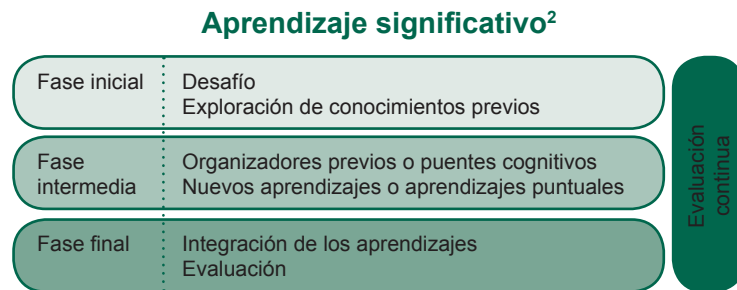 Aprendizaje significativo²
Fase inicial
Desafío
Exploración de conocimientos previos
Fase
intermedia
Organizadores previos o puentes cognitivos
Nuevos aprendizajes o aprendizajes puntuales
Fase final
Integración de los aprendizajes
Evaluación
Evaluación
continua